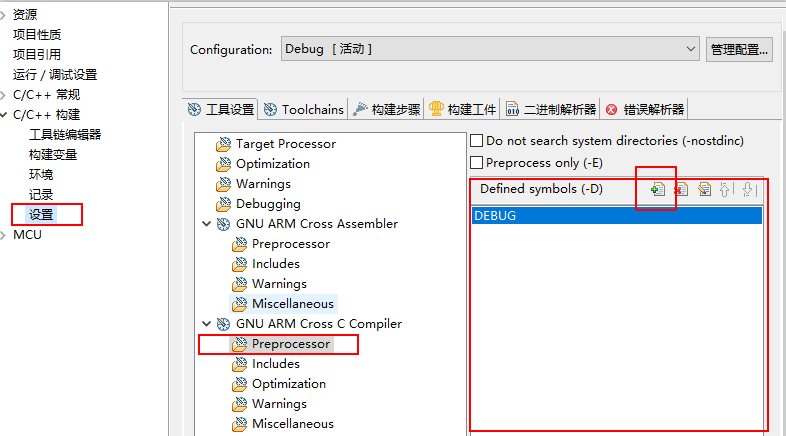 资源
项目性质
项目引用
运行 / 调试设置
C/C++ 常规
C/C++ 构建
工具链编辑器
构建变量
环境
记录
设置
MCU
Configuration: Debug [ 活动 ] 管理配置...
工具设置 Toolchains 构建步骤 构建工件 二进制解析器 错误解析器
Target Processor
Optimization
Warnings
Debugging
GNU ARM Cross Assembler
Preprocessor
Includes
Warnings
Miscellaneous
GNU ARM Cross C Compiler
Preprocessor
Includes
Optimization
Warnings
Miscellaneous
Do not search system directories (-nostdinc)
Preprocess only (-E)
Defined symbols (-D)
DEBUG